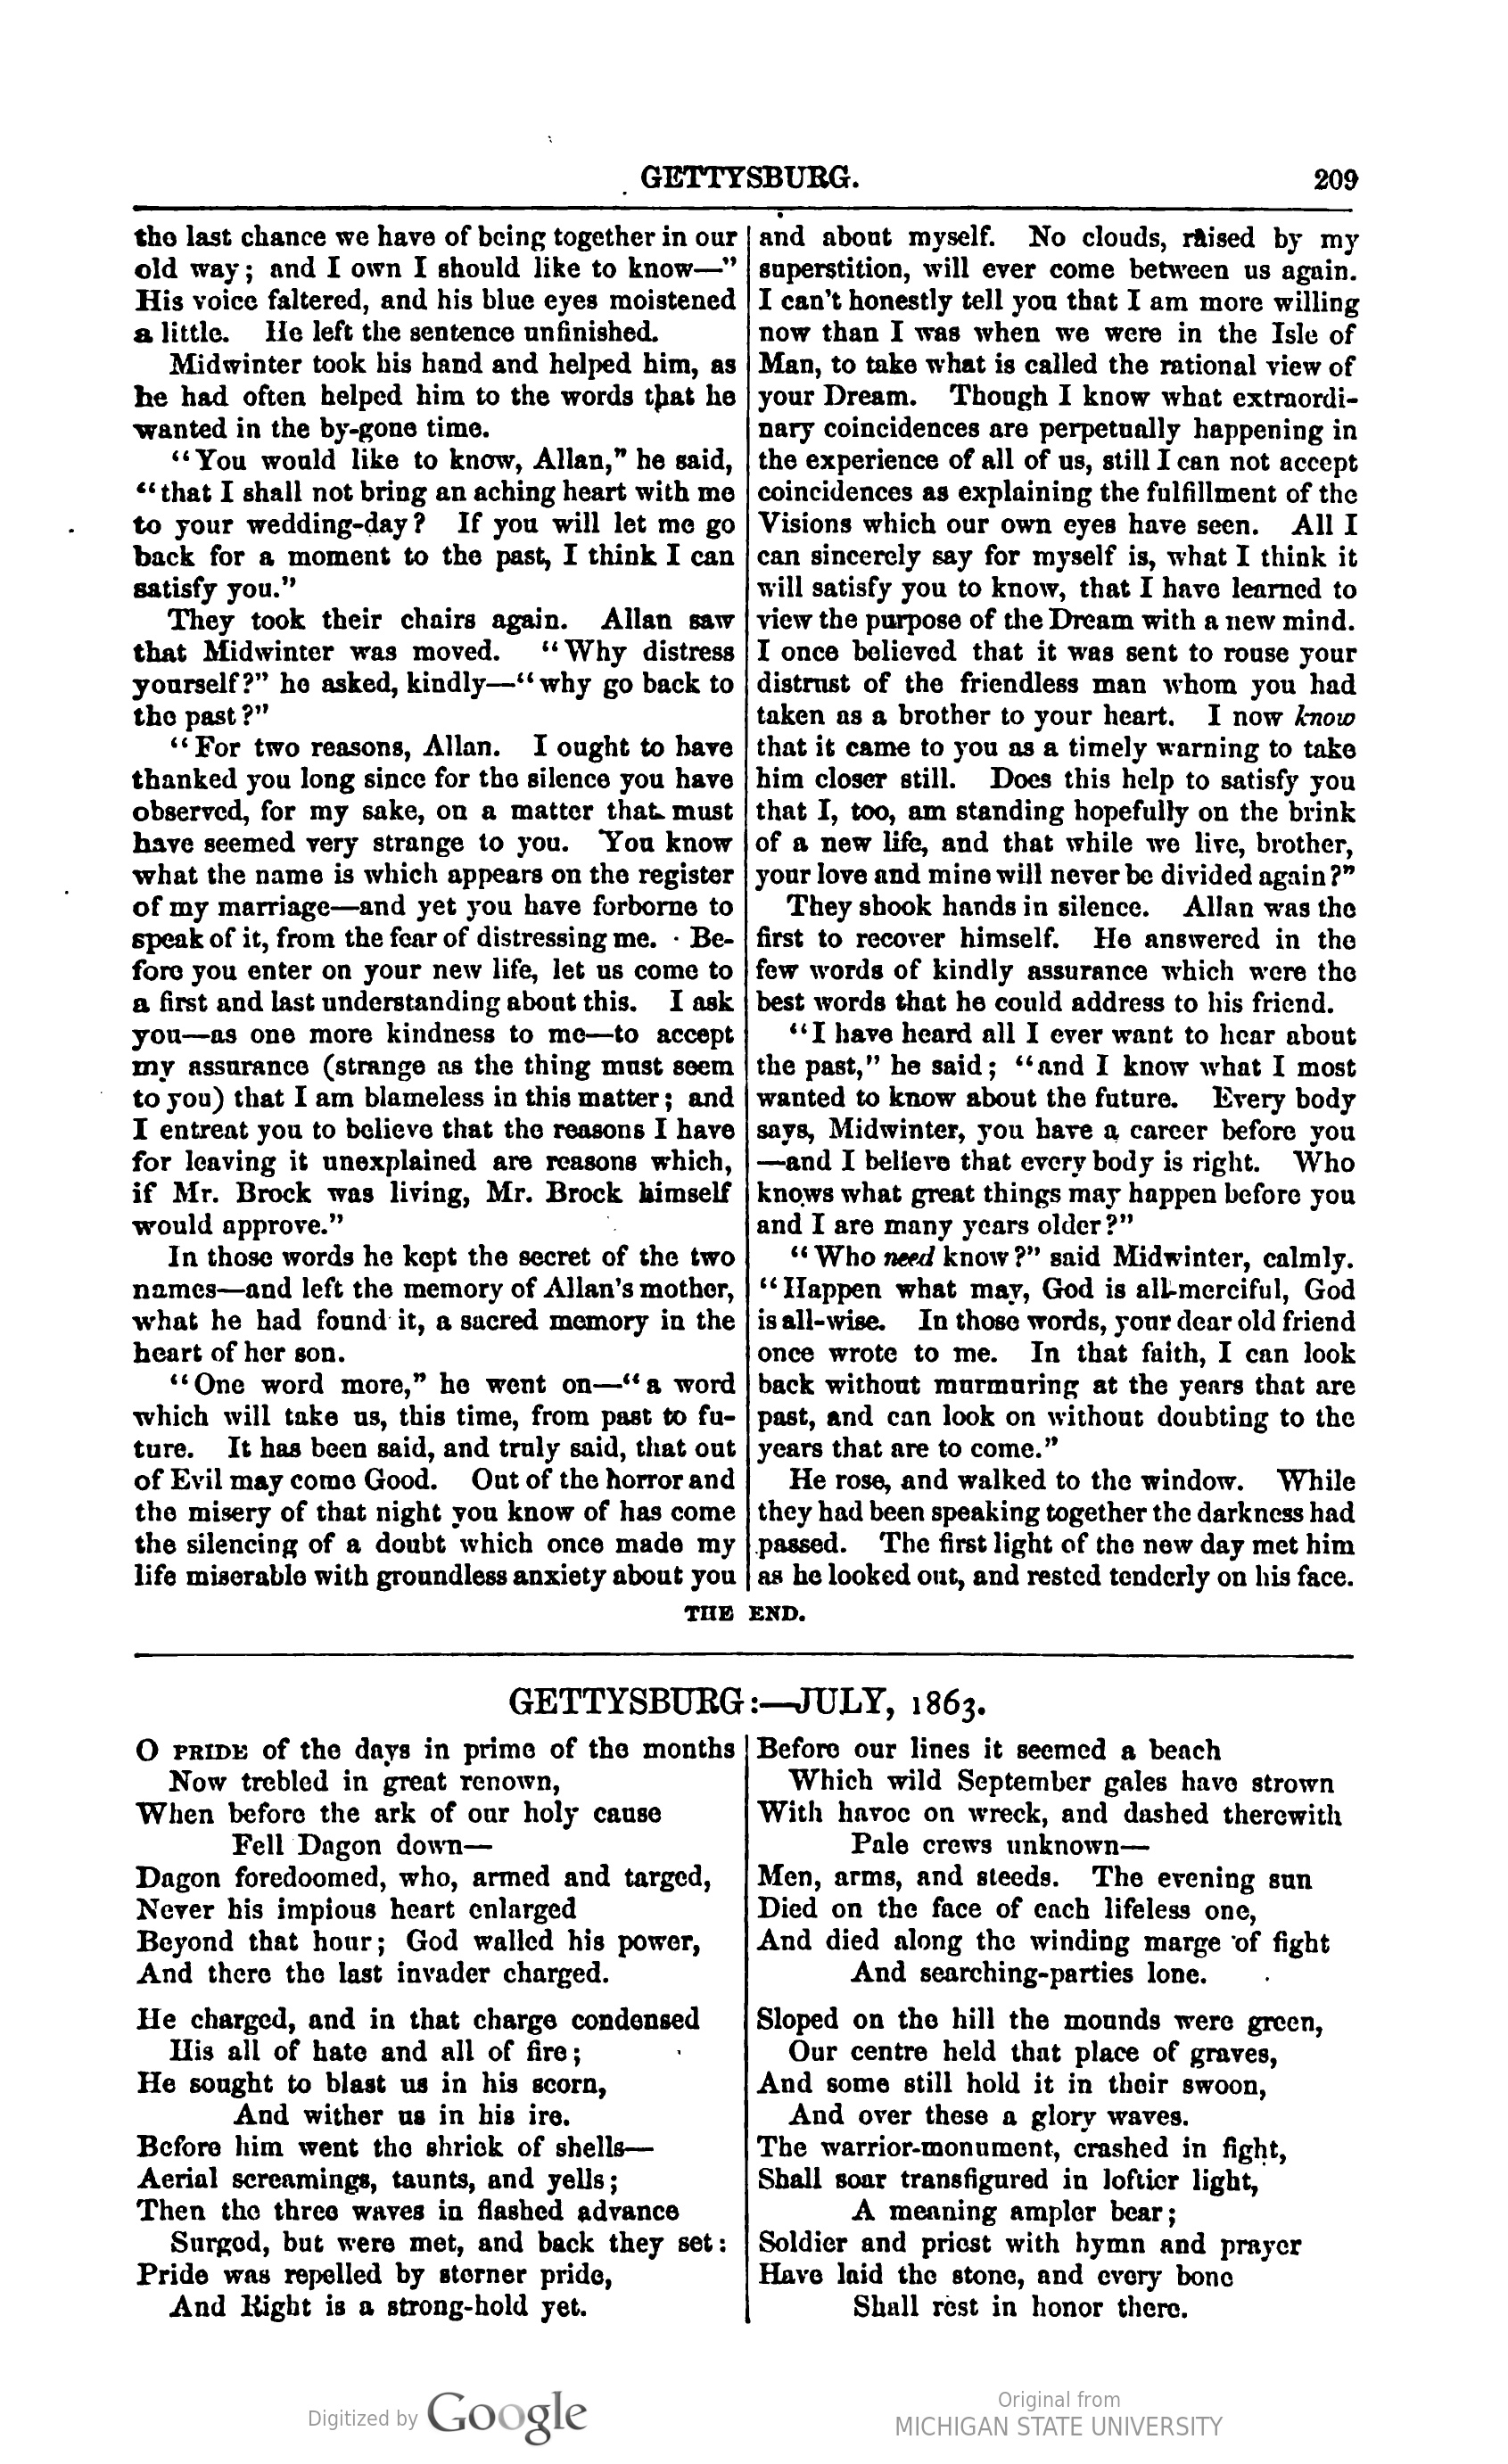 GETTYSBURG. 209
the last chance we have of being together in our
old way; and I own I should like to know—"
His voice faltered, and his blue eyes moistened
a little. He left the sentence unfinished.
Midwinter took his hand and helped him, as
he had often helped him to the words that he
wanted in the by-gone time.
"You would like to know, Allan," he said,
"that I shall not bring an aching heart with me
to your wedding-day? If you will let me go
back for a moment to the past, I think I can
satisfy you."
They took their chairs again. Allan saw
that Midwinter was moved. "Why distress
yourself?" he asked, kindly—"why go back to
the past?"
"For two reasons, Allan. I ought to have
thanked you long since for the silence you have
observed, for my sake, on a matter that must
have seemed very strange to you. You know
what the name is which appears on the register
of my marriage—and yet you have forborne to
speak of it, from the fear of distressing me. Be-
fore you enter on your new life, let us come to
a first and last understanding about this. I ask
you—as one more kindness to me—to accept
my assurance (strange as the thing must seem
to you) that I am blameless in this matter; and
I entreat you to believe that the reasons I have
for leaving it unexplained are reasons which,
if Mr. Brock was living, Mr. Brock himself
would approve."
In those words he kept the secret of the two
names—and left the memory of Allan's mother,
what he had found it, a sacred memory in the
heart of her son.
"One word more," he went on—"a word
which will take us, this time, from past to fu-
ture. It has been said, and truly said, that out
of Evil may come Good. Out of the horror and
the misery of that night you know of has come
the silencing of a doubt which once made my
life miserable with groundless anxiety about you
and about myself. No clouds, raised by my
superstition, will ever come between us again.
I can't honestly tell you that I am more willing
now than I was when we were in the Isle of
Man, to take what is called the rational view of
your Dream. Though I know what extraordi-
nary coincidences are perpetually happening in
the experience of all of us, still I can not accept
coincidences as explaining the fulfillment of the
Visions which our own eyes have seen. All I
can sincerely say for myself is, what I think it
will satisfy you to know, that I have learned to
view the purpose of the Dream with a new mind.
I once believed that it was sent to rouse your
distrust of the friendless man whom you had
taken as a brother to your heart. I now know
that it came to you as a timely warning to take
him closer still. Does this help to satisfy you
that I, too, am standing hopefully on the brink
of a new life, and that while we live, brother,
your love and mine will never be divided again?"
They shook hands in silence. Allan was the
first to recover himself. He answered in the
few words of kindly assurance which were the
best words that he could address to his friend.
"I have heard all I ever want to hear about
the past," he said; "and I know what I most
wanted to know about the future. Every body
says, Midwinter, you have a career before you
—and I believe that every body is right. Who
knows what great things may happen before you
and I are many years older?"
"Who need know?" said Midwinter, calmly.
"Happen what may, God is all-merciful, God
is all-wise. In those words, your dear old friend
once wrote to me. In that faith, I can look
back without murmuring at the years that are
past, and can look on without doubting to the
years that are to come."
He rose, and walked to the window. While
they had been speaking together the darkness had
passed. The first light of the new day met him
as he looked out, and rested tenderly on his face.
THE END.
GETTYSBURG:—JULY, 1863.
O PRIDE of the days in prime of the months
Now trebled in great renown,
When before the ark of our holy cause
Fell Dagon down—
Dagon foredoomed, who, armed and targed,
Never his impious heart enlarged
Beyond that hour; God walled his power,
And there the last invader charged.
He charged, and in that charge condensed
His all of hate and all of fire;
He sought to blast us in his scorn,
And wither us in his ire.
Before him went the shriek of shells—
Aerial screamings, taunts, and yells;
Then the three waves in flashed advance
Surged, but were met, and back they set:
Pride was repelled by sterner pride,
And Right is a strong-hold yet.
Before our lines it seemed a beach
Which wild September gales have strown
With havoc on wreck, and dashed therewith
Pale crews unknown—
Men, arms, and steeds. The evening sun
Died on the face of each lifeless one,
And died along the winding marge of fight
And searching-parties lone.
Sloped on the hill the mounds were green,
Our centre held that place of graves,
And some still hold it in their swoon,
And over these a glory waves.
The warrior-monument, crashed in fight,
Shall soar transfigured in loftier light,
A meaning ampler bear;
Soldier and priest with hymn and prayer
Have laid the stone, and every bone
Shall rest in honor there.
Digitized by Google
Original from
MICHIGAN STATE UNIVERSITY